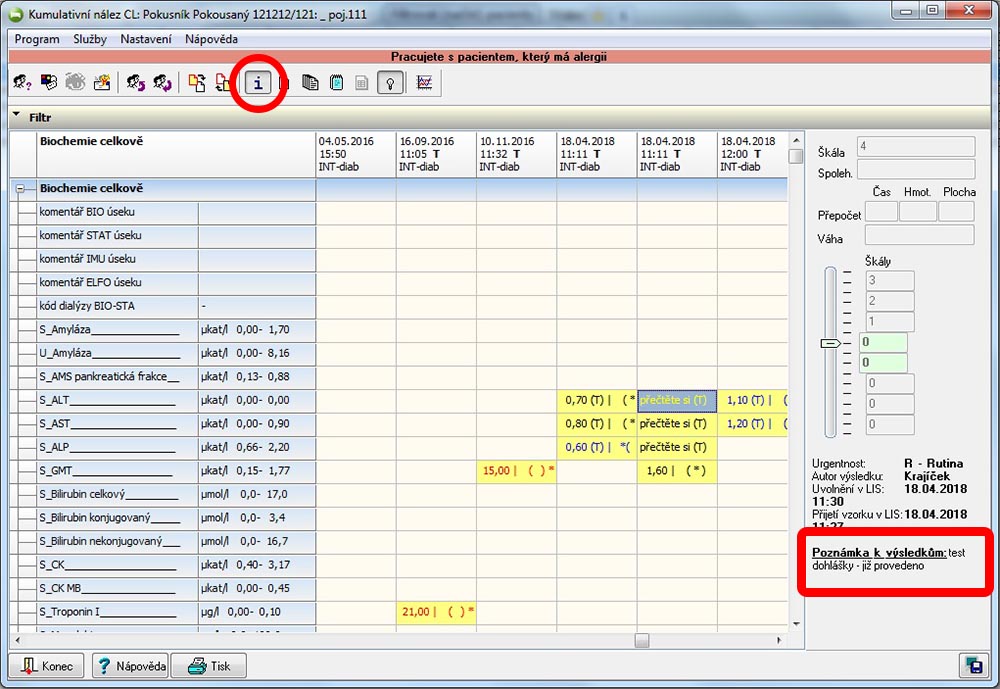 Kumulativní nález CL: Pokusník Pokousaný 121212/121: _ poj.111
Program Služby Nastavení Nápověda
Pracujete s pacientem, který má alergii
i
Filtr
Biochemie celkově
04.05.2016 16.09.2016 10.11.2016 18.04.2018 18.04.2018 18.04.2018
15:50 11:05 T 11:32 T 11:11 T 11:11 T 12:00 T
INT-diab INT-diab INT-diab INT-diab INT-diab INT-diab
Biochemie celkově
komentář BIO úseku
komentář STAT úseku
komentář IMU úseku
komentář ELFO úseku
kód dialýzy BIO-STA -
S_Amyláza µkat/l 0,00- 1,70
U_Amyláza µkat/l 0,00- 8,16
S_AMS pankreatická frakce µkat/l 0,13- 0,88
S_ALT µkat/l 0,00- 0,00 0,70 (T) | ( * přečtěte si (T) 1,10 (T) | (
S_AST µkat/l 0,00- 0,90 0,80 (T) | ( * přečtěte si (T) 1,20 (T) | (
S_ALP µkat/l 0,66- 2,20 0,60 (T) | *( přečtěte si (T)
S_GMT µkat/l 0,15- 1,77 15,00 | ( ) * 1,60 | ( * )
S_Bilirubin celkový µmol/l 0,0- 17,0
S_Bilirubin konjugovaný µmol/l 0,0- 3,4
S_Bilirubin nekonjugovaný µmol/l 0,0- 16,7
S_CK µkat/l 0,40- 3,17
S_CK MB µkat/l 0,00- 0,45
S_Troponin I µg/l 0,00- 0,10 21,00 | ( ) *
Škála 4
Spoleh.
Čas Hmot. Plocha
Přepočet
Váha
Škály
3
2
1
0
0
0
0
0
Urgentnost: R - Rutina
Autor výsledku: Krajíček
Uvolnění v LIS: 18.04.2018
11:30
Přijetí vzorku v LIS: 18.04.2018
11:27
Poznámka k výsledkům: test
dohlášky - již provedeno
Konec Nápověda Tisk